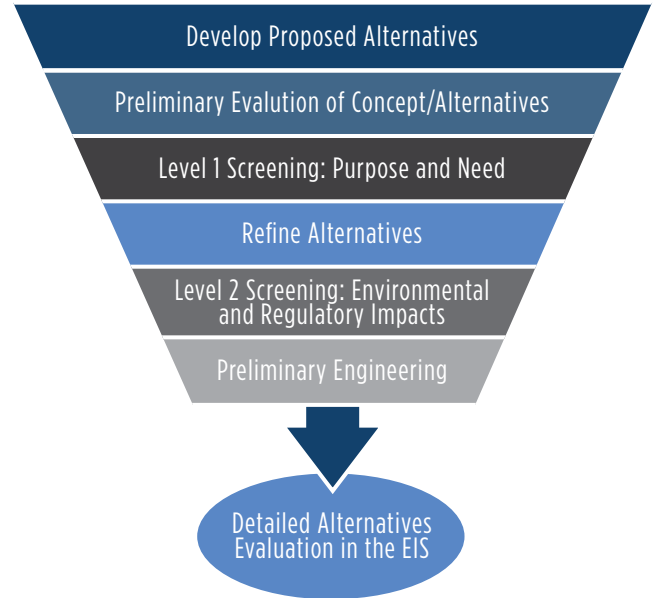 Develop Proposed Alternatives
Preliminary Evalution of Concept/Alternatives
Level 1 Screening: Purpose and Need
Refine Alternatives
Level 2 Screening: Environmental
and Regulatory Impacts
Preliminary Engineering
Detailed Alternatives
Evaluation in the EIS